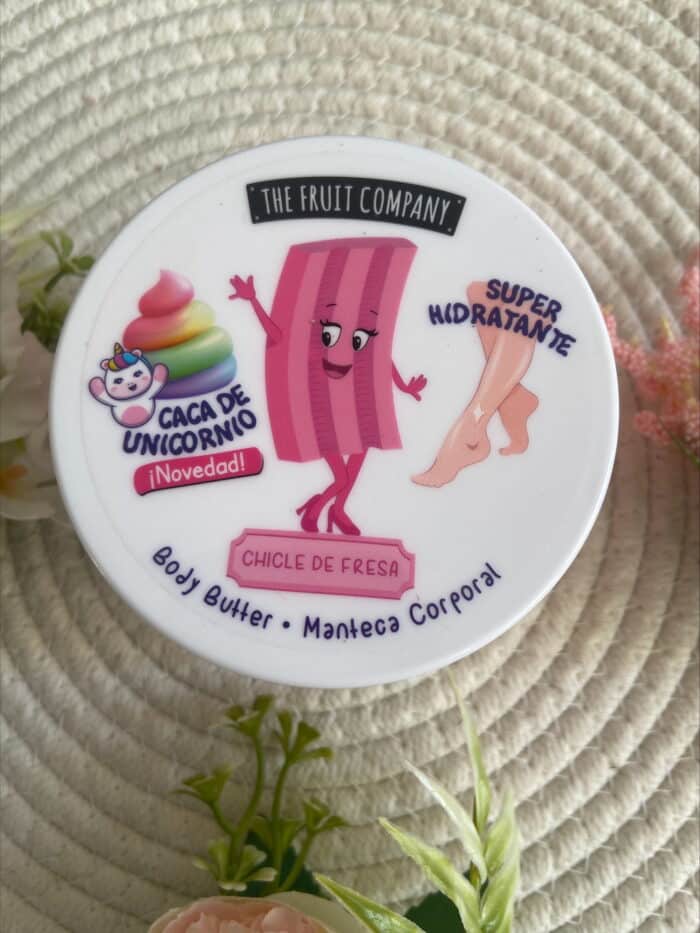 THE FRUIT COMPANY
CACA DE
UNICORNIO
¡Novedad!
SUPER
HIDRATANTE
CHICLE DE FRESA
Body Butter • Manteca Corporal